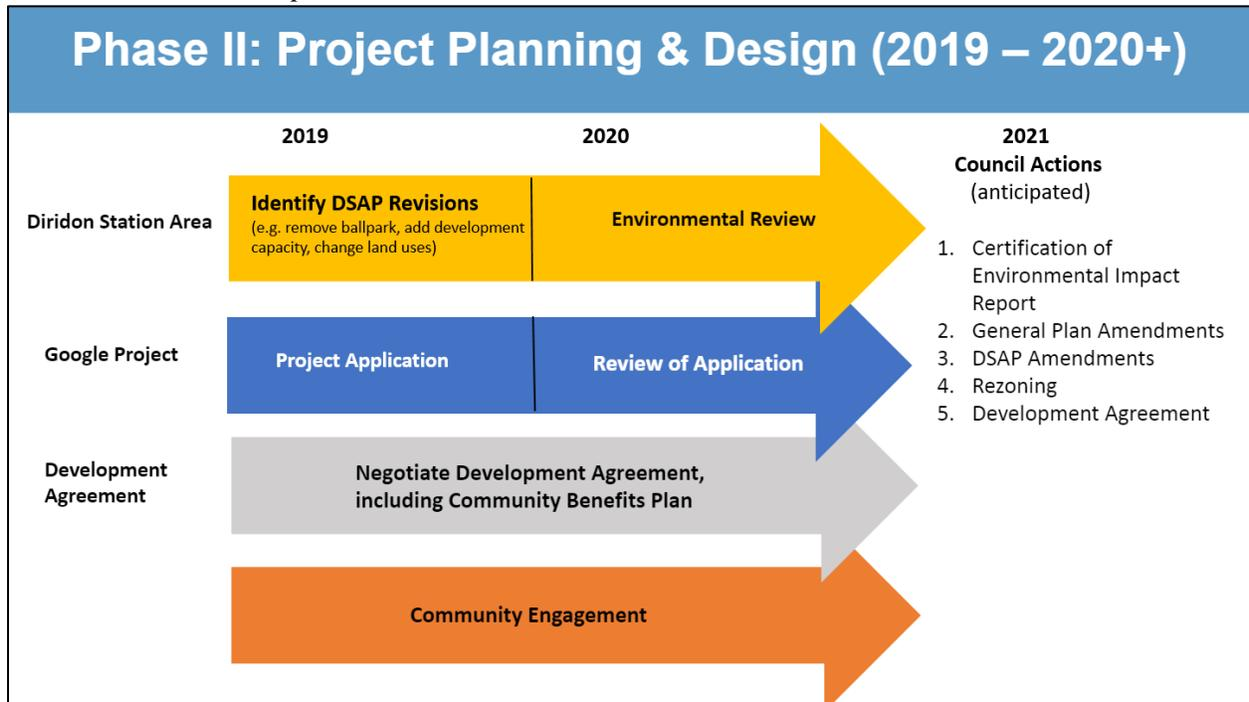 Phase II: Project Planning & Design (2019 – 2020+)
2019
2020
2021
Council Actions
(anticipated)
Diridon Station Area
Identify DSAP Revisions
(e.g. remove ballpark, add development
capacity, change land uses)
Environmental Review
Google Project
Project Application
Review of Application
Development
Agreement
Negotiate Development Agreement,
including Community Benefits Plan
Community Engagement
1. Certification of
Environmental Impact
Report
2. General Plan Amendments
3. DSAP Amendments
4. Rezoning
5. Development Agreement